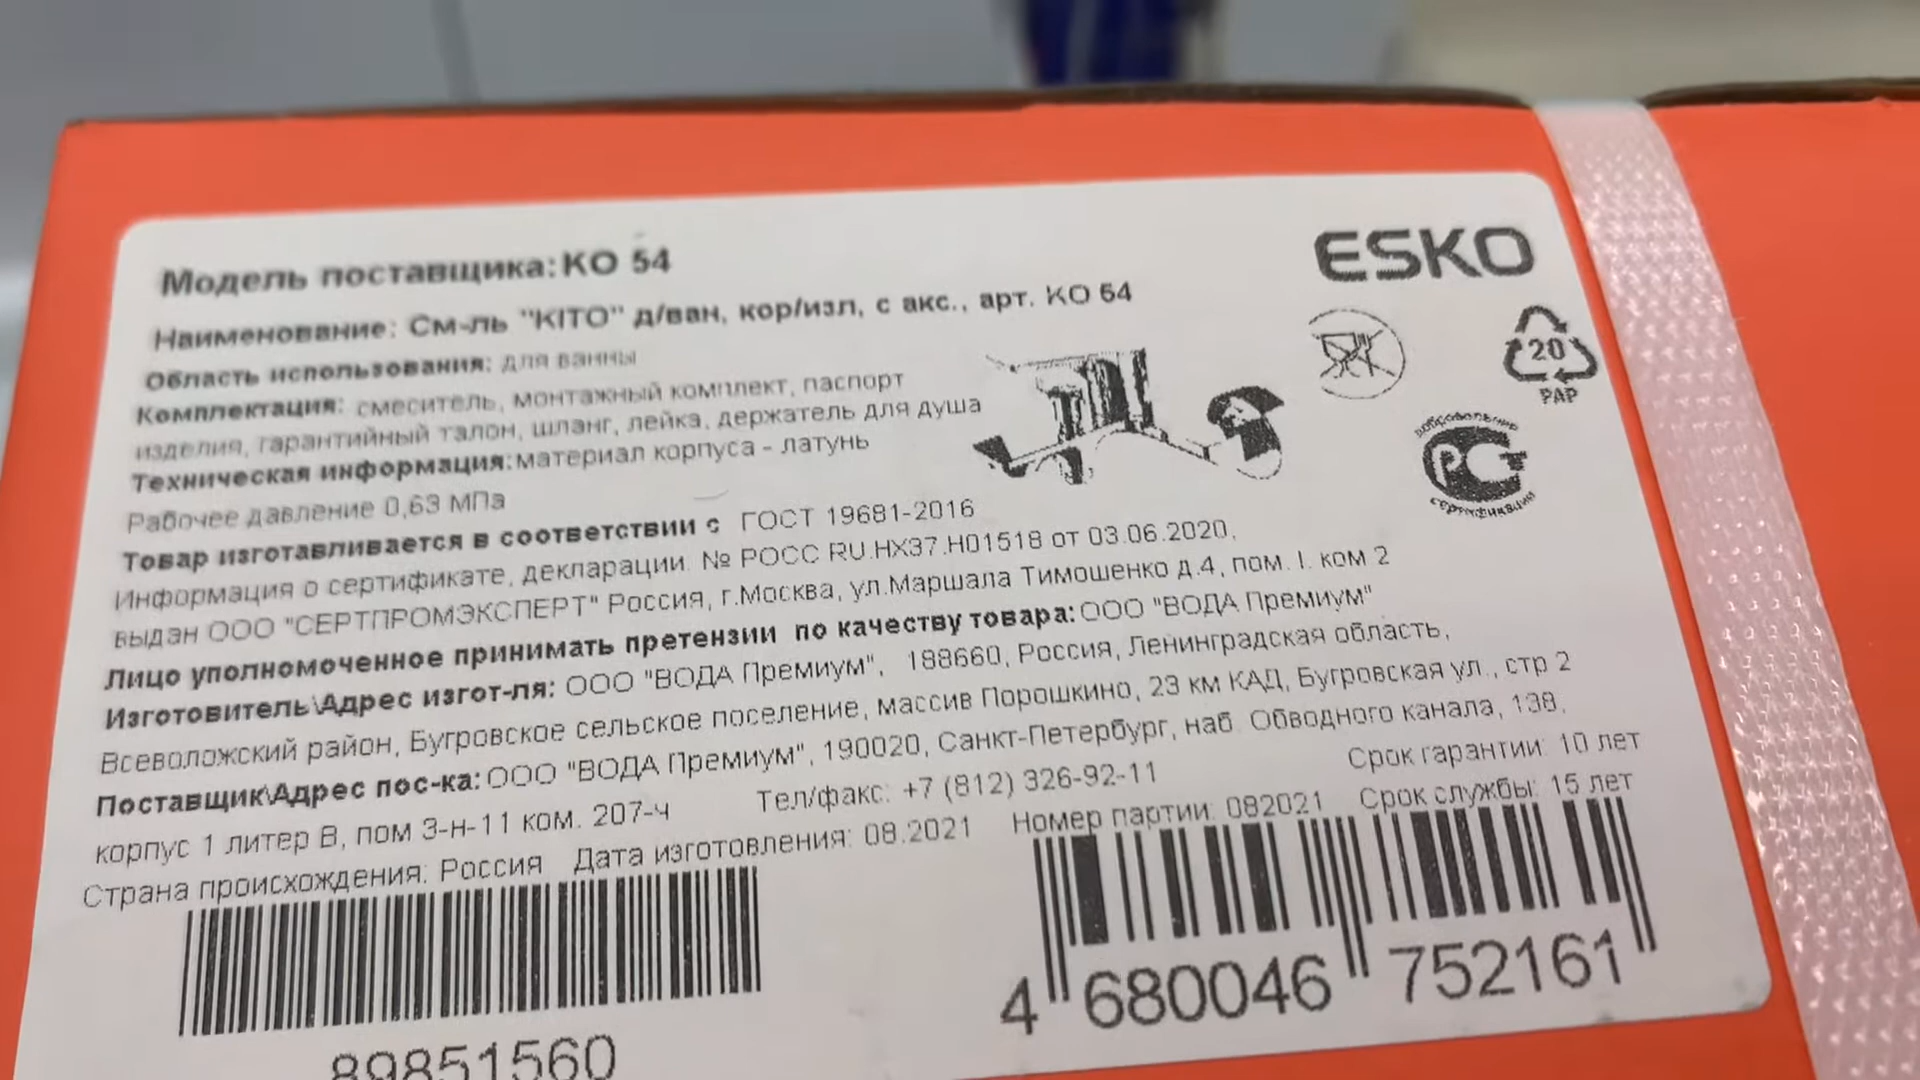 ESKO
Модель поставщика: KO 54
Наименование: См-ль "KITO" д/ван, кор/изл, с акс., арт. KO 54
Область использования: для ванны
Комплектация: смеситель, монтажный комплект, паспорт
изделия, гарантийный талон, шланг, лейка, держатель для душа
Техническая информация: материал корпуса - латунь
Рабочее давление 0,63 МПа
20
PAP
добровольная
РСТ
сертификация
Товар изготавливается в соответствии с ГОСТ 19681-2016
Информация о сертификате, декларации: № РОСС RU.HX37.H01518 от 03.06.2020,
выдан ООО "СЕРТПРОМЭКСПЕРТ" Россия, г.Москва, ул.Маршала Тимошенко д.4, пом. I. ком 2
Лицо уполномоченное принимать претензии по качеству товара: ООО "ВОДА Премиум"
Изготовитель\Адрес изгот-ля: ООО "ВОДА Премиум", 188660, Россия, Ленинградская область,
Всеволожский район, Бугровское сельское поселение, массив Порошкино, 23 км КАД, Бугровская ул., стр 2
Поставщик\Адрес пос-ка: ООО "ВОДА Премиум", 190020, Санкт-Петербург, наб. Обводного канала, 138,
корпус 1 литер В, пом 3-н-11 ком. 207-ч Тел/факс: +7 (812) 326-92-11 Срок гарантии: 10 лет
Страна происхождения: Россия Дата изготовления: 08.2021 Номер партии: 082021 Срок службы: 15 лет
89851560
4 680046 752161